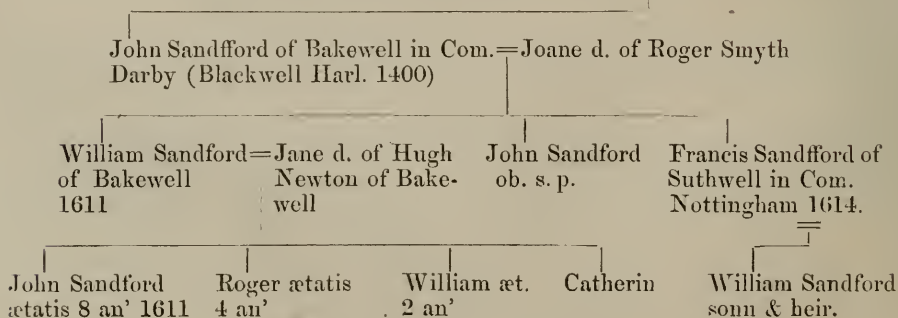 John Sandfford of Bakewell in Com.=Joane d. of Roger Smyth
Darby (Blackwell Harl. 1400)
William Sandford=Jane d. of Hugh
of Bakewell Newton of Bake-
1611 well
John Sandford
ob. s. p.
Francis Sandfford of
Suthwell in Com.
Nottingham 1614.
=
John Sandford
ætatis 8 an' 1611
Roger ætatis
4 an'
William æt.
2 an'
Catherin
William Sandford
sonn & heir.